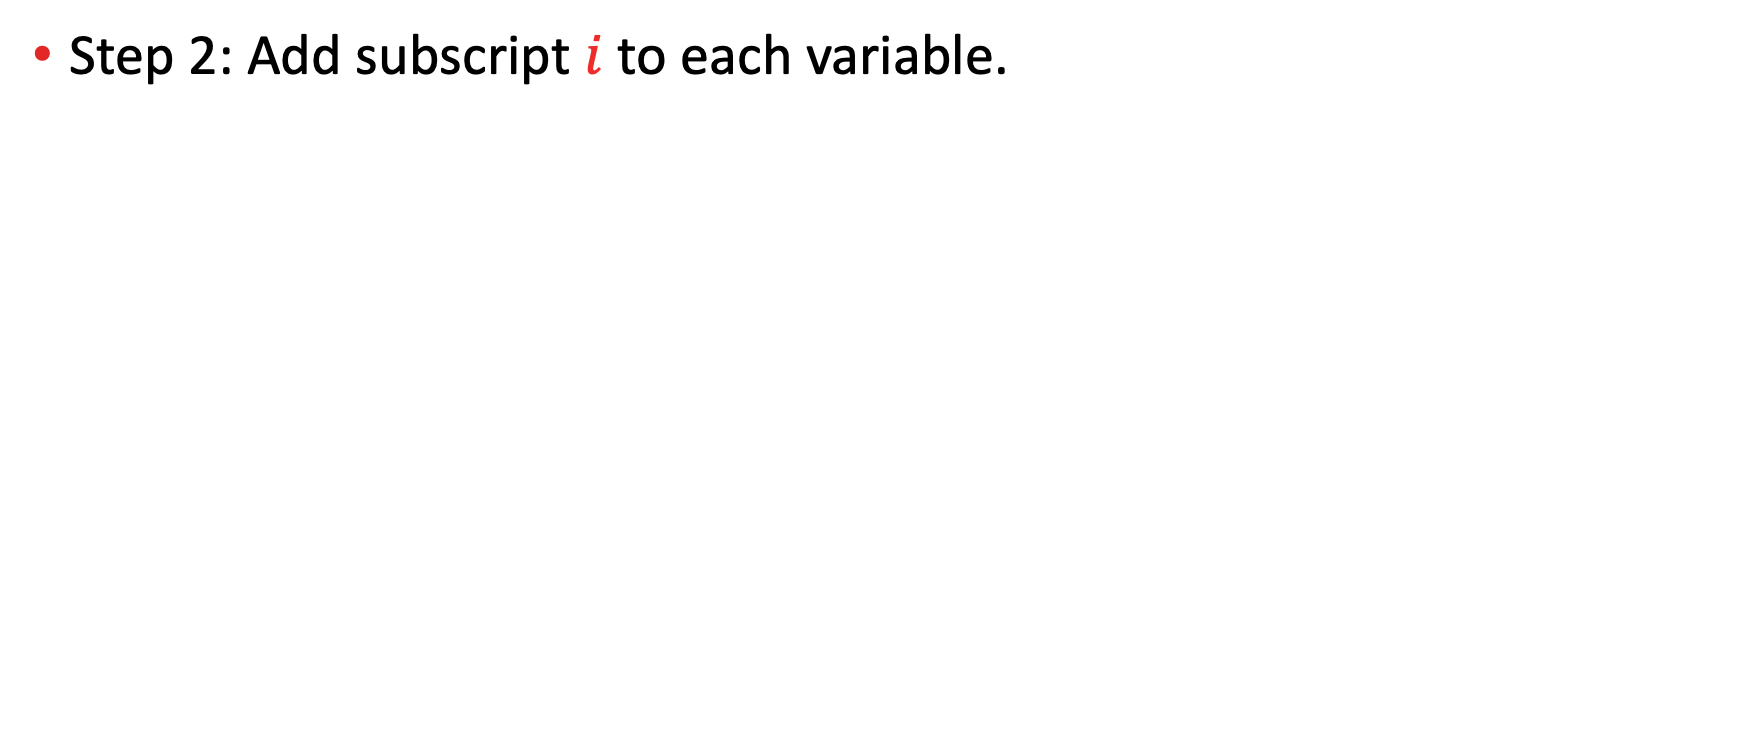 • Step 2: Add subscript i to each variable.